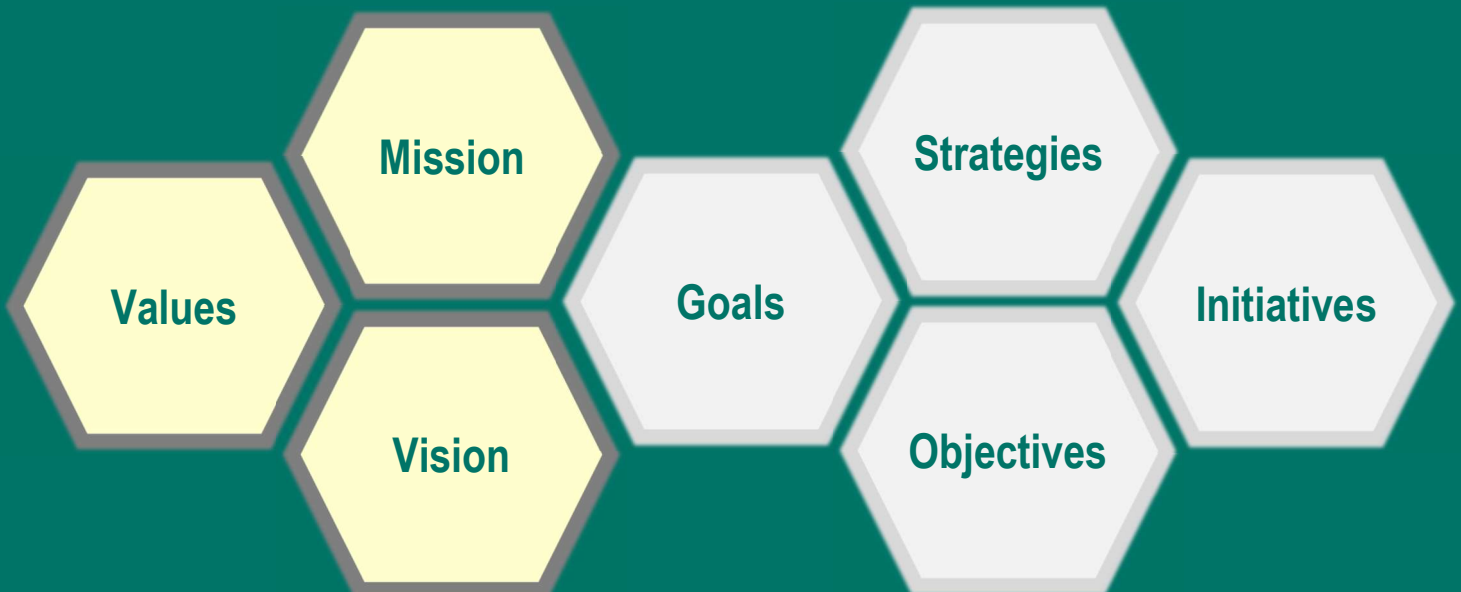 Values
Mission
Vision
Goals
Strategies
Objectives
Initiatives